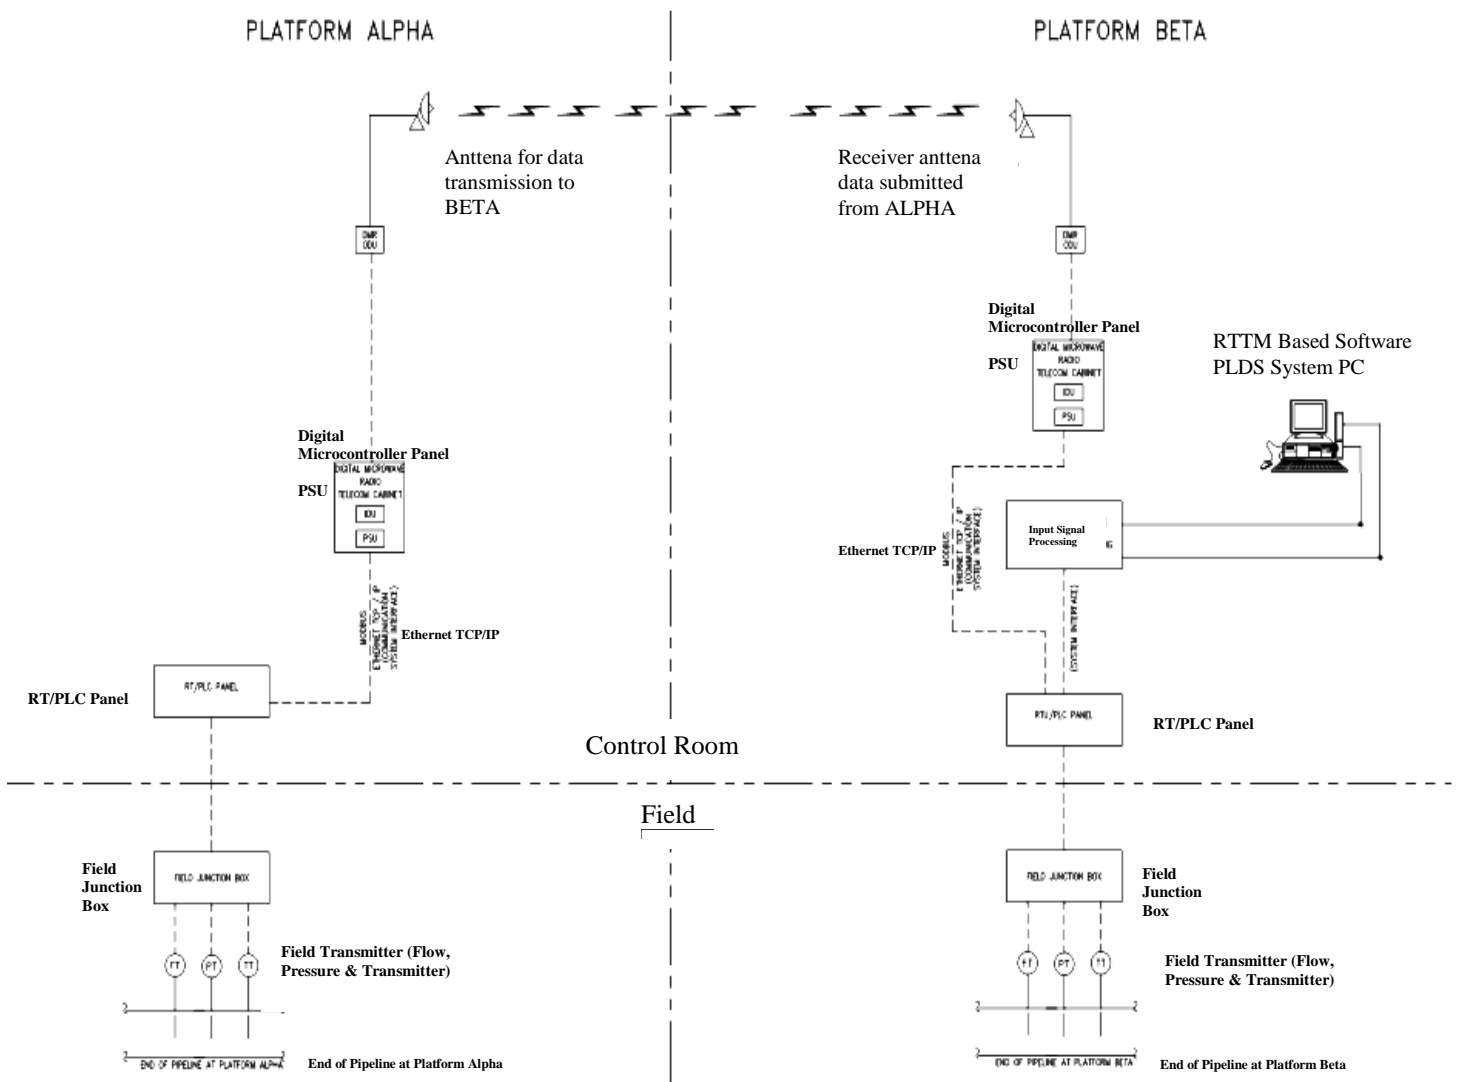 PLATFORM ALPHA
PLATFORM BETA
Anttena for data
transmission to
BETA
Receiver anttena
data submitted
from ALPHA
DMR
ODU
DMR
ODU
Digital
Microcontroller Panel
PSU
DIGITAL MICROWAVE
RADIO
TELECOM CABINET
IDU
PSU
RTTM Based Software
PLDS System PC
Digital
Microcontroller Panel
PSU
DIGITAL MICROWAVE
RADIO
TELECOM CABINET
IDU
PSU
Input Signal
Processing
Ethernet TCP/IP
MODBUS
ETHERNET TCP / IP
(COMMUNICATION
SYSTEM INTERFACE)
(SYSTEM INTERFACE)
MODBUS
ETHERNET TCP / IP
(COMMUNICATION
SYSTEM INTERFACE)
Ethernet TCP/IP
RT/PLC Panel
RT/PLC PANEL
RTU/PLC PANEL
RT/PLC Panel
Control Room
Field
Field
Junction
Box
FIELD JUNCTION BOX
FIELD JUNCTION BOX
Field
Junction
Box
FT PT TT
Field Transmitter (Flow,
Pressure & Transmitter)
FT PT TT
Field Transmitter (Flow,
Pressure & Transmitter)
END OF PIPELINE AT PLATFORM ALPHA
End of Pipeline at Platform Alpha
END OF PIPELINE AT PLATFORM BETA
End of Pipeline at Platform Beta